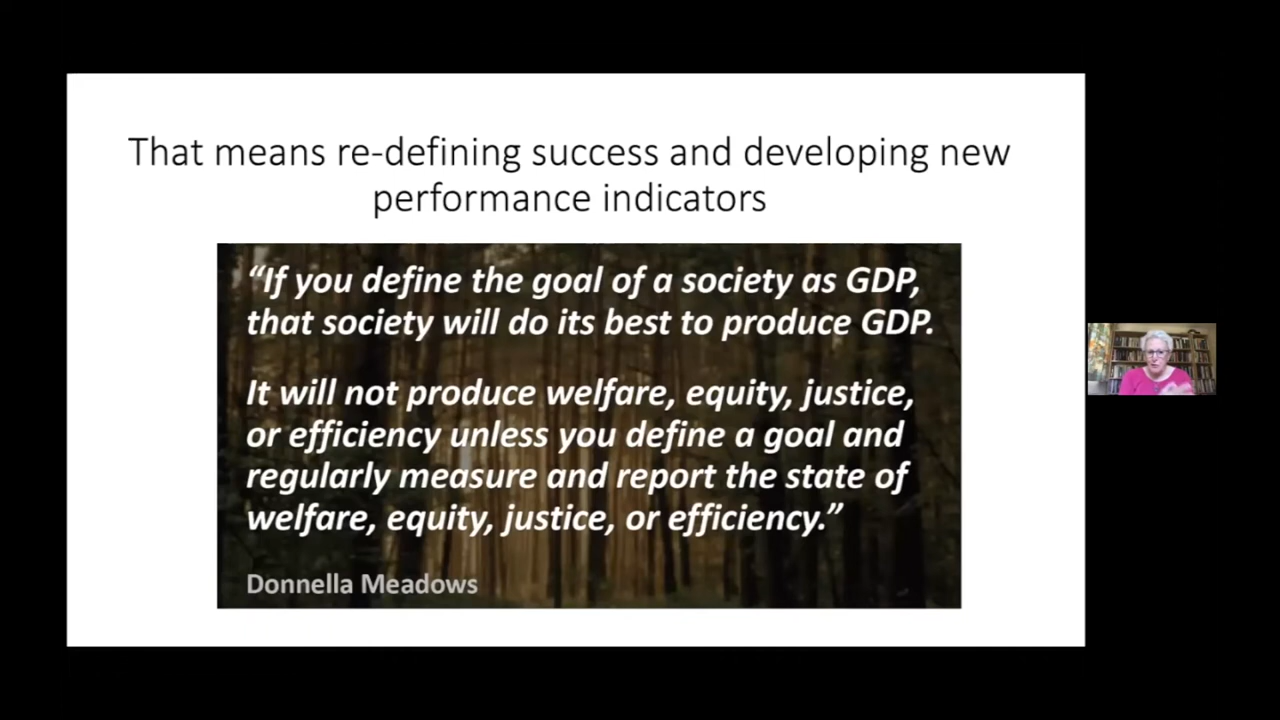 That means re-defining success and developing new
performance indicators
“If you define the goal of a society as GDP,
that society will do its best to produce GDP.
It will not produce welfare, equity, justice,
or efficiency unless you define a goal and
regularly measure and report the state of
welfare, equity, justice, or efficiency.”
Donnella Meadows